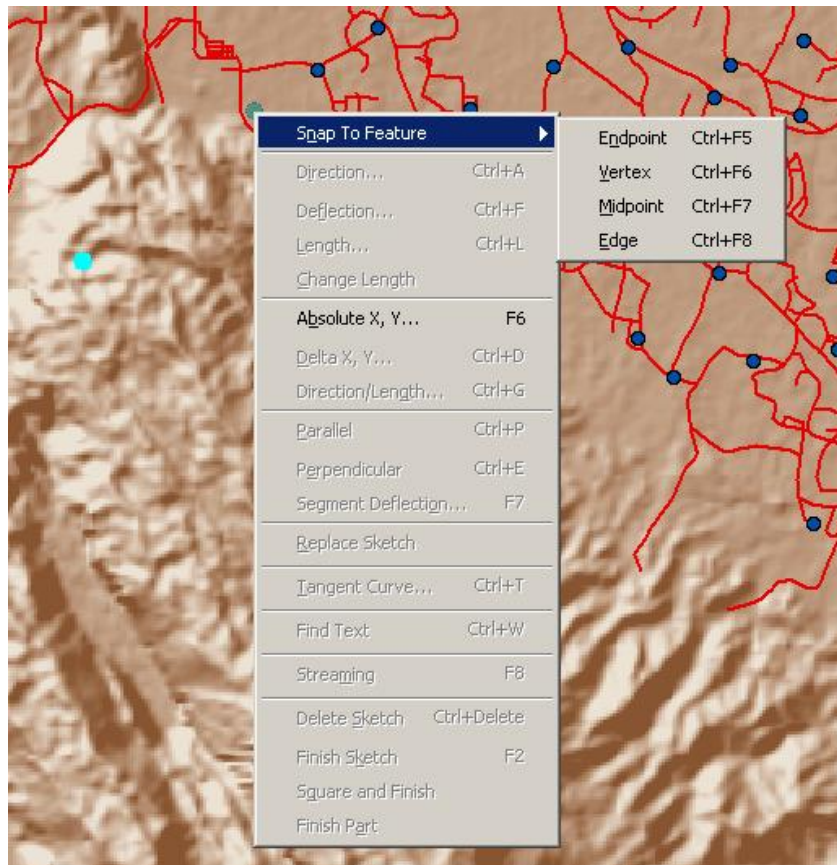 Snap To Feature
Endpoint Ctrl+F5
Vertex Ctrl+F6
Midpoint Ctrl+F7
Edge Ctrl+F8
Direction... Ctrl+A
Deflection... Ctrl+F
Length... Ctrl+L
Change Length
Absolute X, Y... F6
Delta X, Y... Ctrl+D
Direction/Length... Ctrl+G
Parallel Ctrl+P
Perpendicular Ctrl+E
Segment Deflection... F7
Replace Sketch
Tangent Curve... Ctrl+T
Find Text Ctrl+W
Streaming F8
Delete Sketch Ctrl+Delete
Finish Sketch F2
Square and Finish
Finish Part